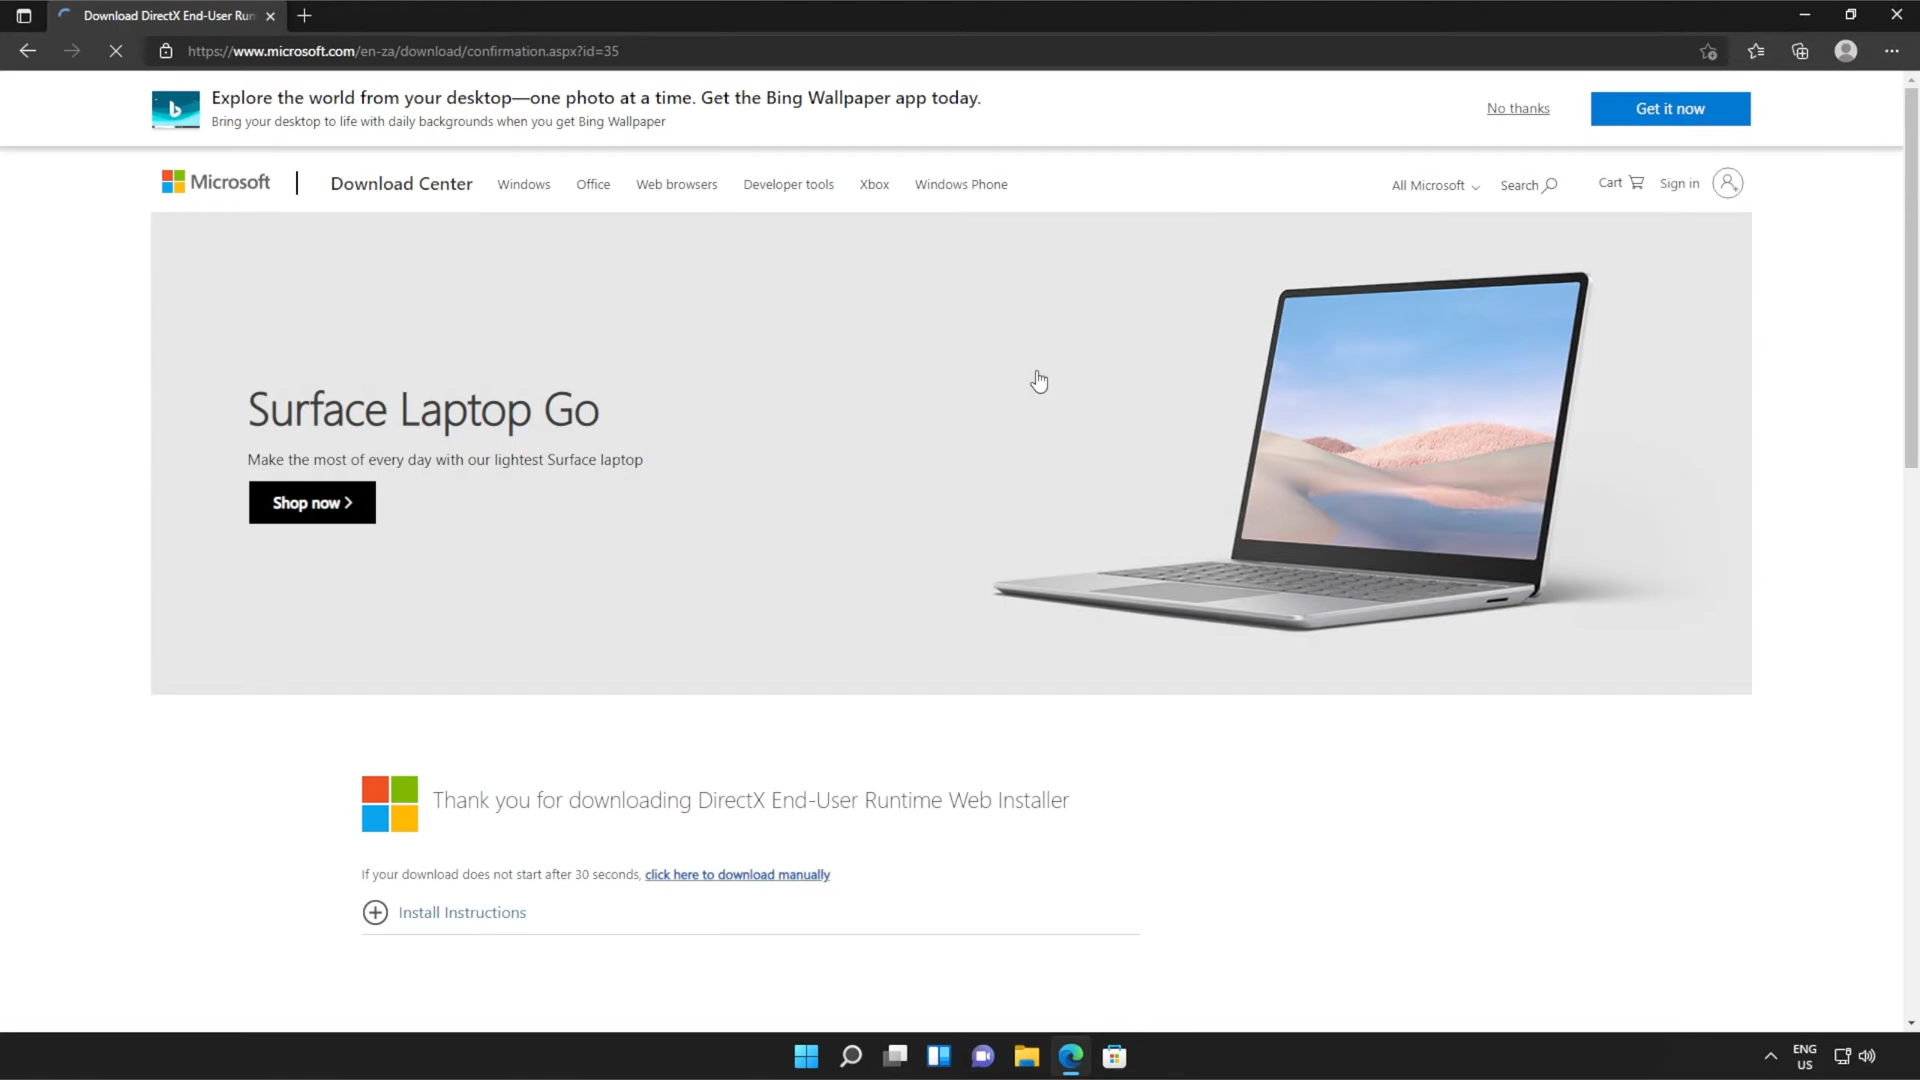 Download DirectX End-User Run
https://www.microsoft.com/en-za/download/confirmation.aspx?id=35
Explore the world from your desktop—one photo at a time. Get the Bing Wallpaper app today.
Bring your desktop to life with daily backgrounds when you get Bing Wallpaper
No thanks
Get it now
Microsoft
Download Center
Windows
Office
Web browsers
Developer tools
Xbox
Windows Phone
All Microsoft
Search
Cart
Sign in
Surface Laptop Go
Make the most of every day with our lightest Surface laptop
Shop now >
Thank you for downloading DirectX End-User Runtime Web Installer
If your download does not start after 30 seconds, click here to download manually
Install Instructions
ENG
US